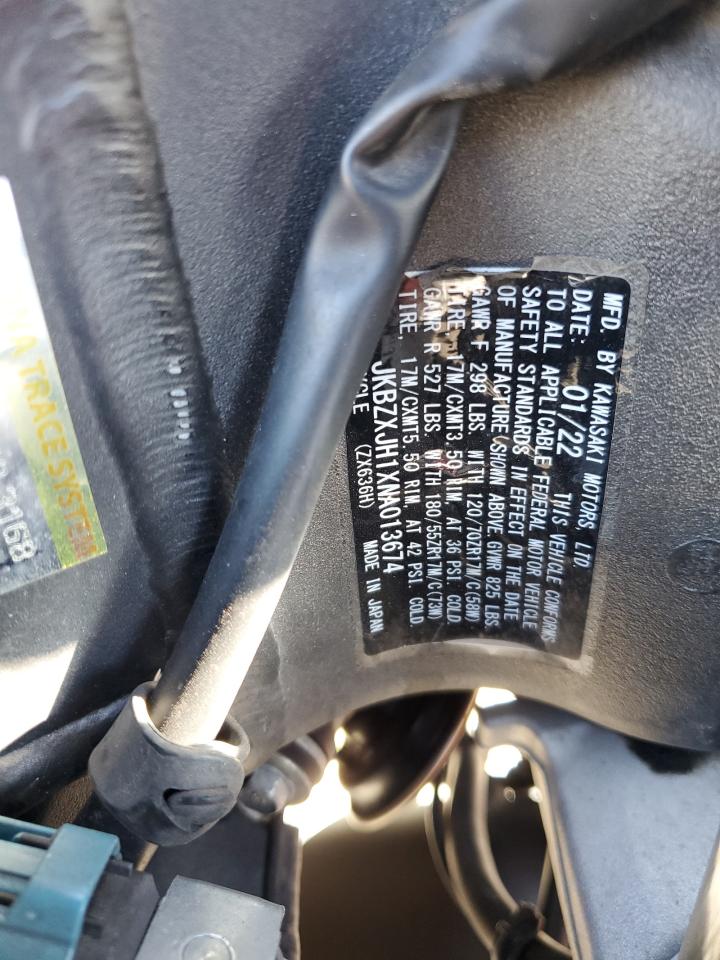 MFD. BY KAWASAKI MOTORS, LTD.
DATE: 01/22 THIS VEHICLE CONFORMS
TO ALL APPLICABLE FEDERAL MOTOR VEHICLE
SAFETY STANDARDS IN EFFECT ON THE DATE
OF MANUFACTURE SHOWN ABOVE. GVWR 825 LBS.
GAWR F 298 LBS. WITH 120/70ZR17M/C(58W)
TIRE, 17M/CXMT3.50 RIM, AT 36 PSI COLD.
GAWR R 527 LBS. WITH 180/55ZR17M/C(73W)
TIRE, 17M/CXMT5.50 RIM, AT 42 PSI COLD.
JKBZXJH1XNA013674
(ZX636H) MADE IN JAPAN
TRACE SYSTEM
3168